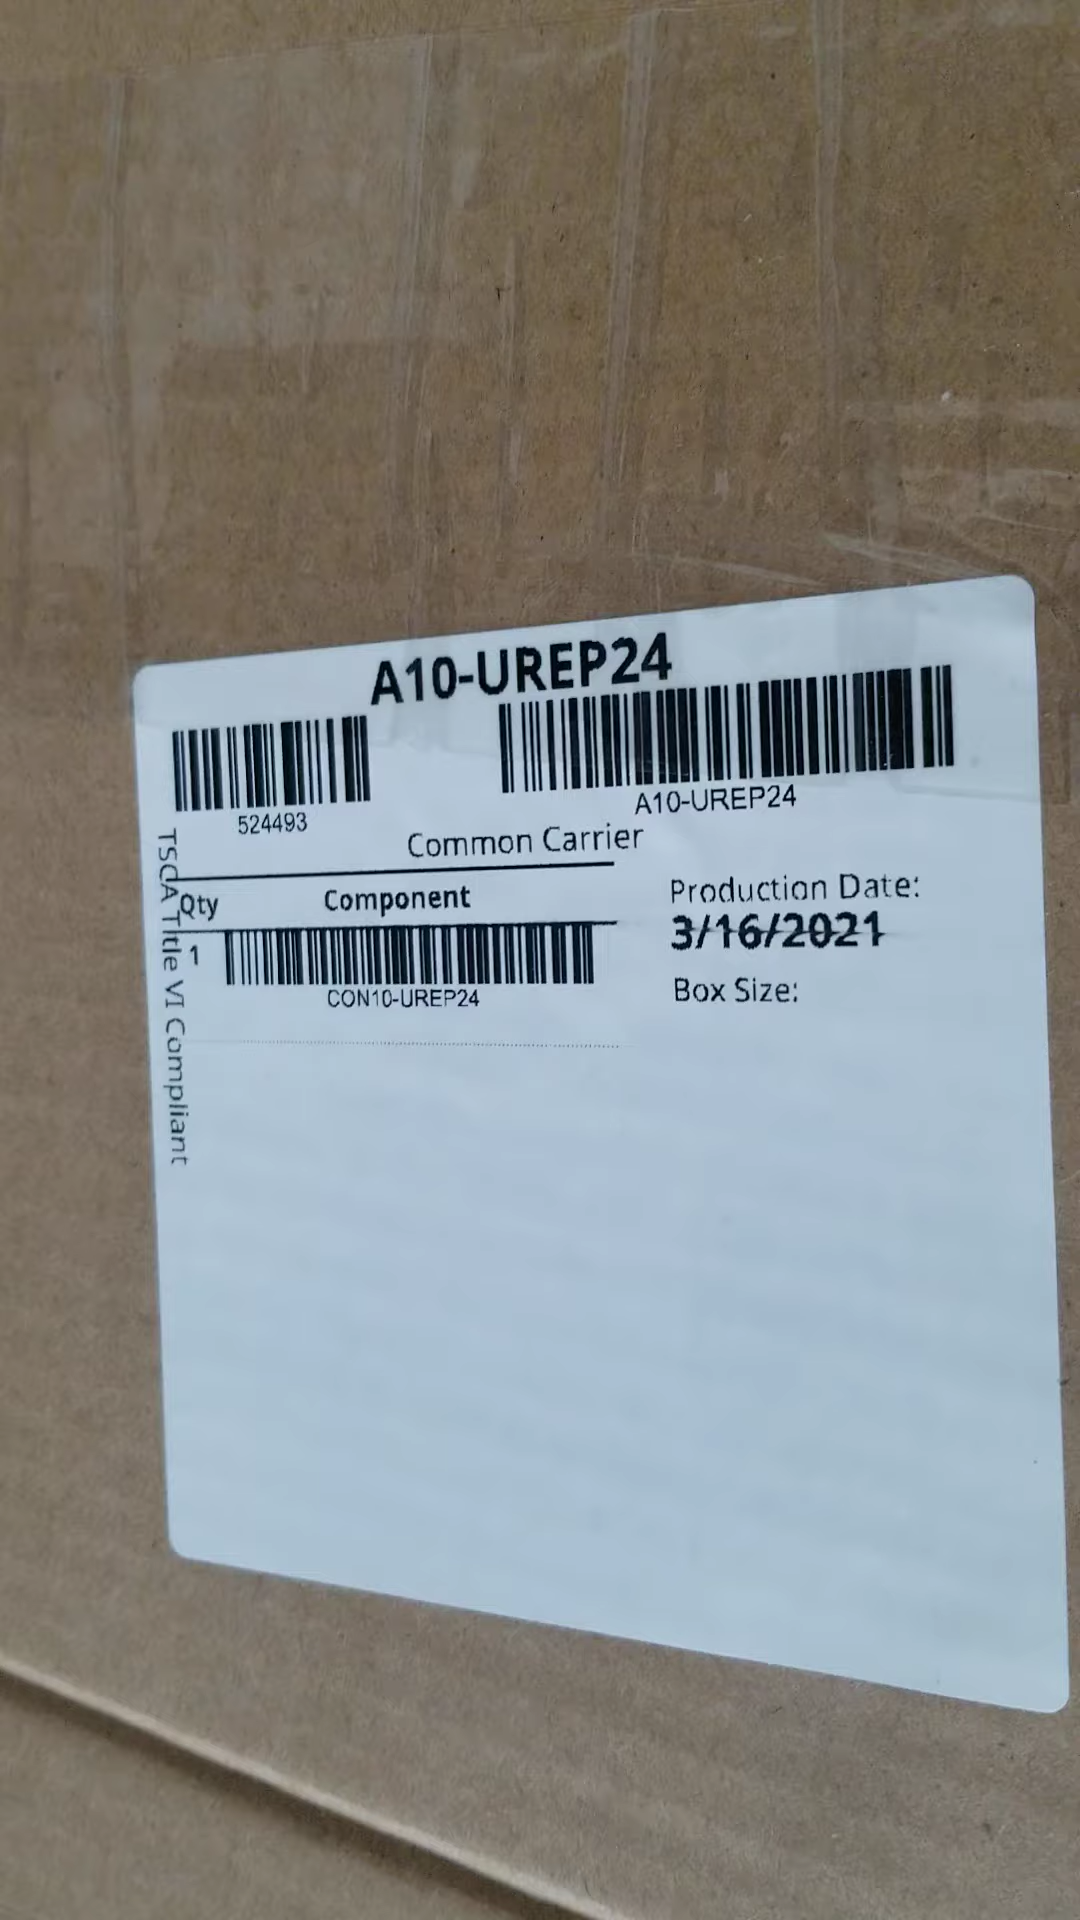 A10-UREP24
524493
A10-UREP24
Common Carrier
Qty Component
1
CON10-UREP24
Production Date:
3/16/2021
Box Size:
TSCA Title VI Compliant